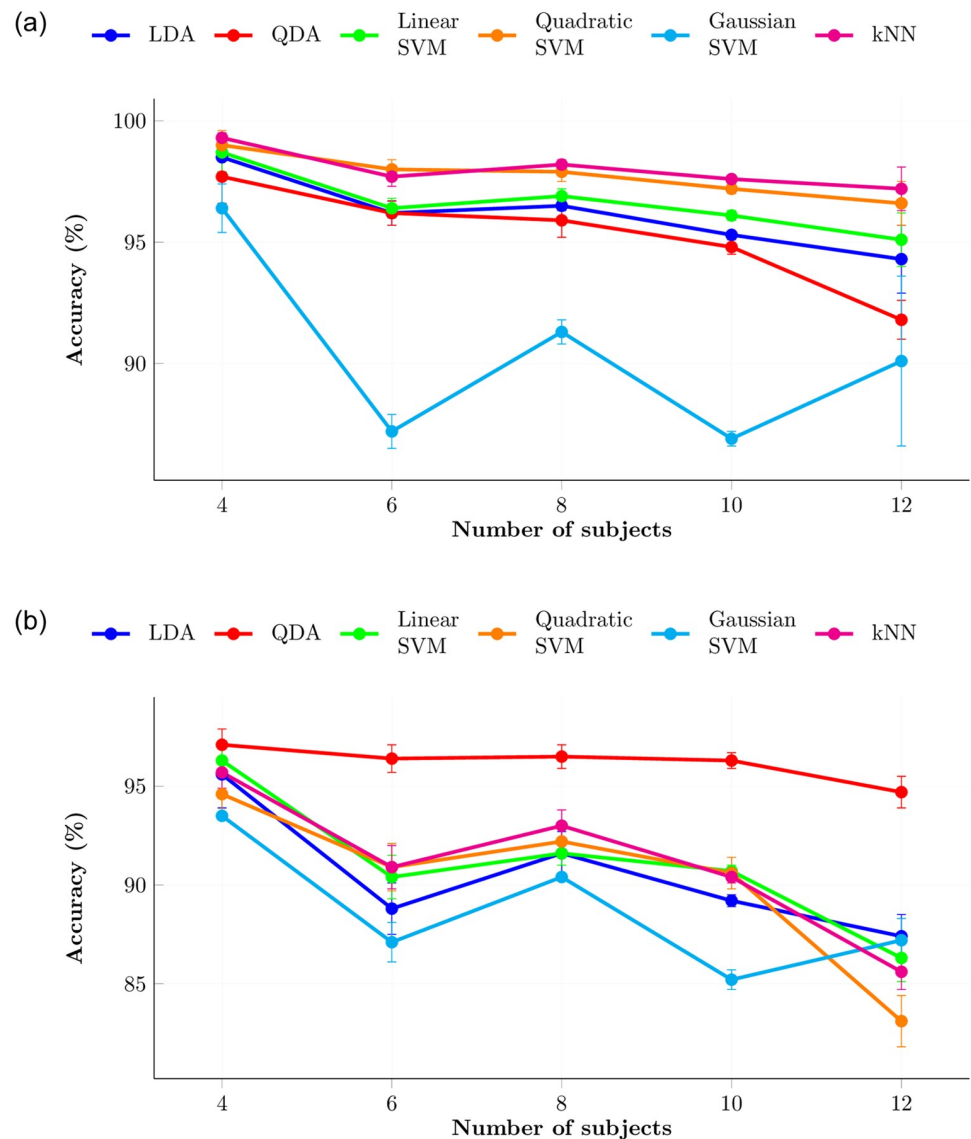 (a)
LDA QDA Linear SVM Quadratic SVM Gaussian SVM kNN
100
95
90
Accuracy (%)
4 6 8 10 12
Number of subjects
(b)
LDA QDA Linear SVM Quadratic SVM Gaussian SVM kNN
95
90
85
Accuracy (%)
4 6 8 10 12
Number of subjects